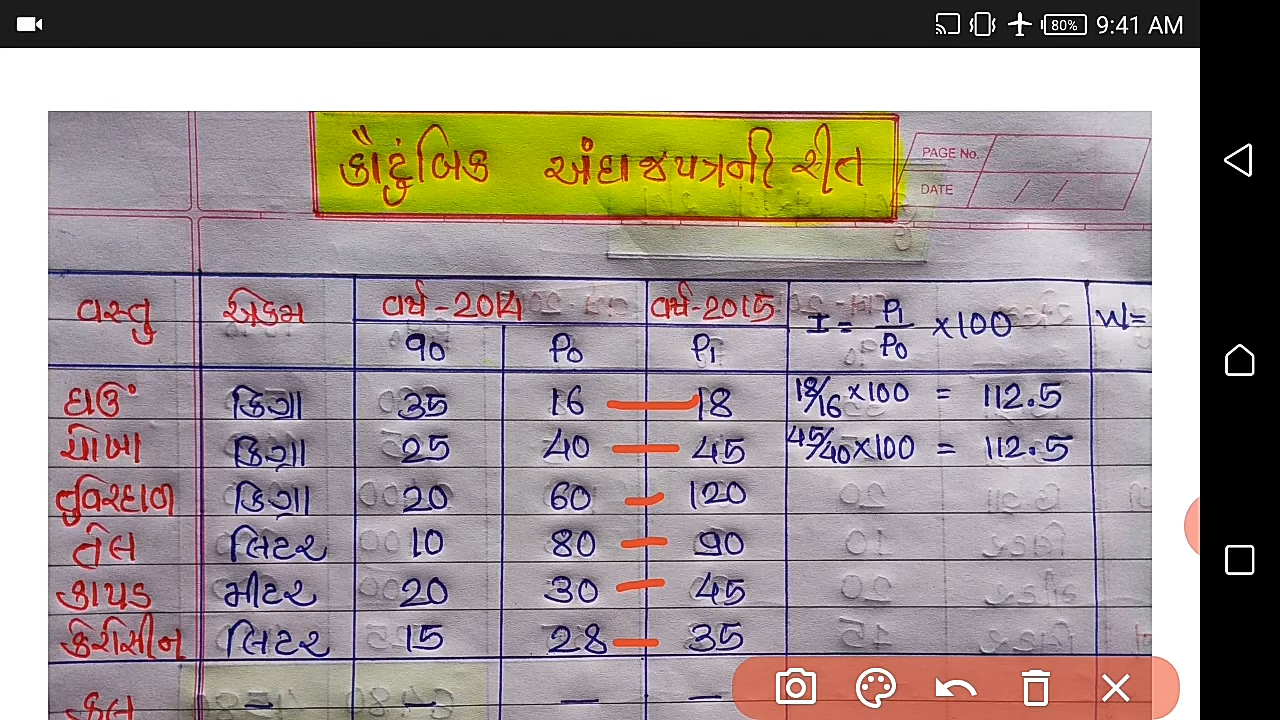 80% 9:41 AM
કૌટુંબિક અંદાજપત્રની રીત
PAGE No.
DATE / /
વસ્તુ એકમ વર્ષ-2014 વર્ષ-2015 I = P1/P0 ×100 W=
q0 P0 P1
ઘઉં કિગ્રા 35 16 18 18/16 ×100 = 112.5
ચોખા કિગ્રા 25 40 45 45/40 ×100 = 112.5
તુવેરદાળ કિગ્રા 20 60 120
તેલ લિટર 10 80 90
કાપડ મીટર 20 30 45
કેરોસીન લિટર 15 28 35
કુલ - - - -